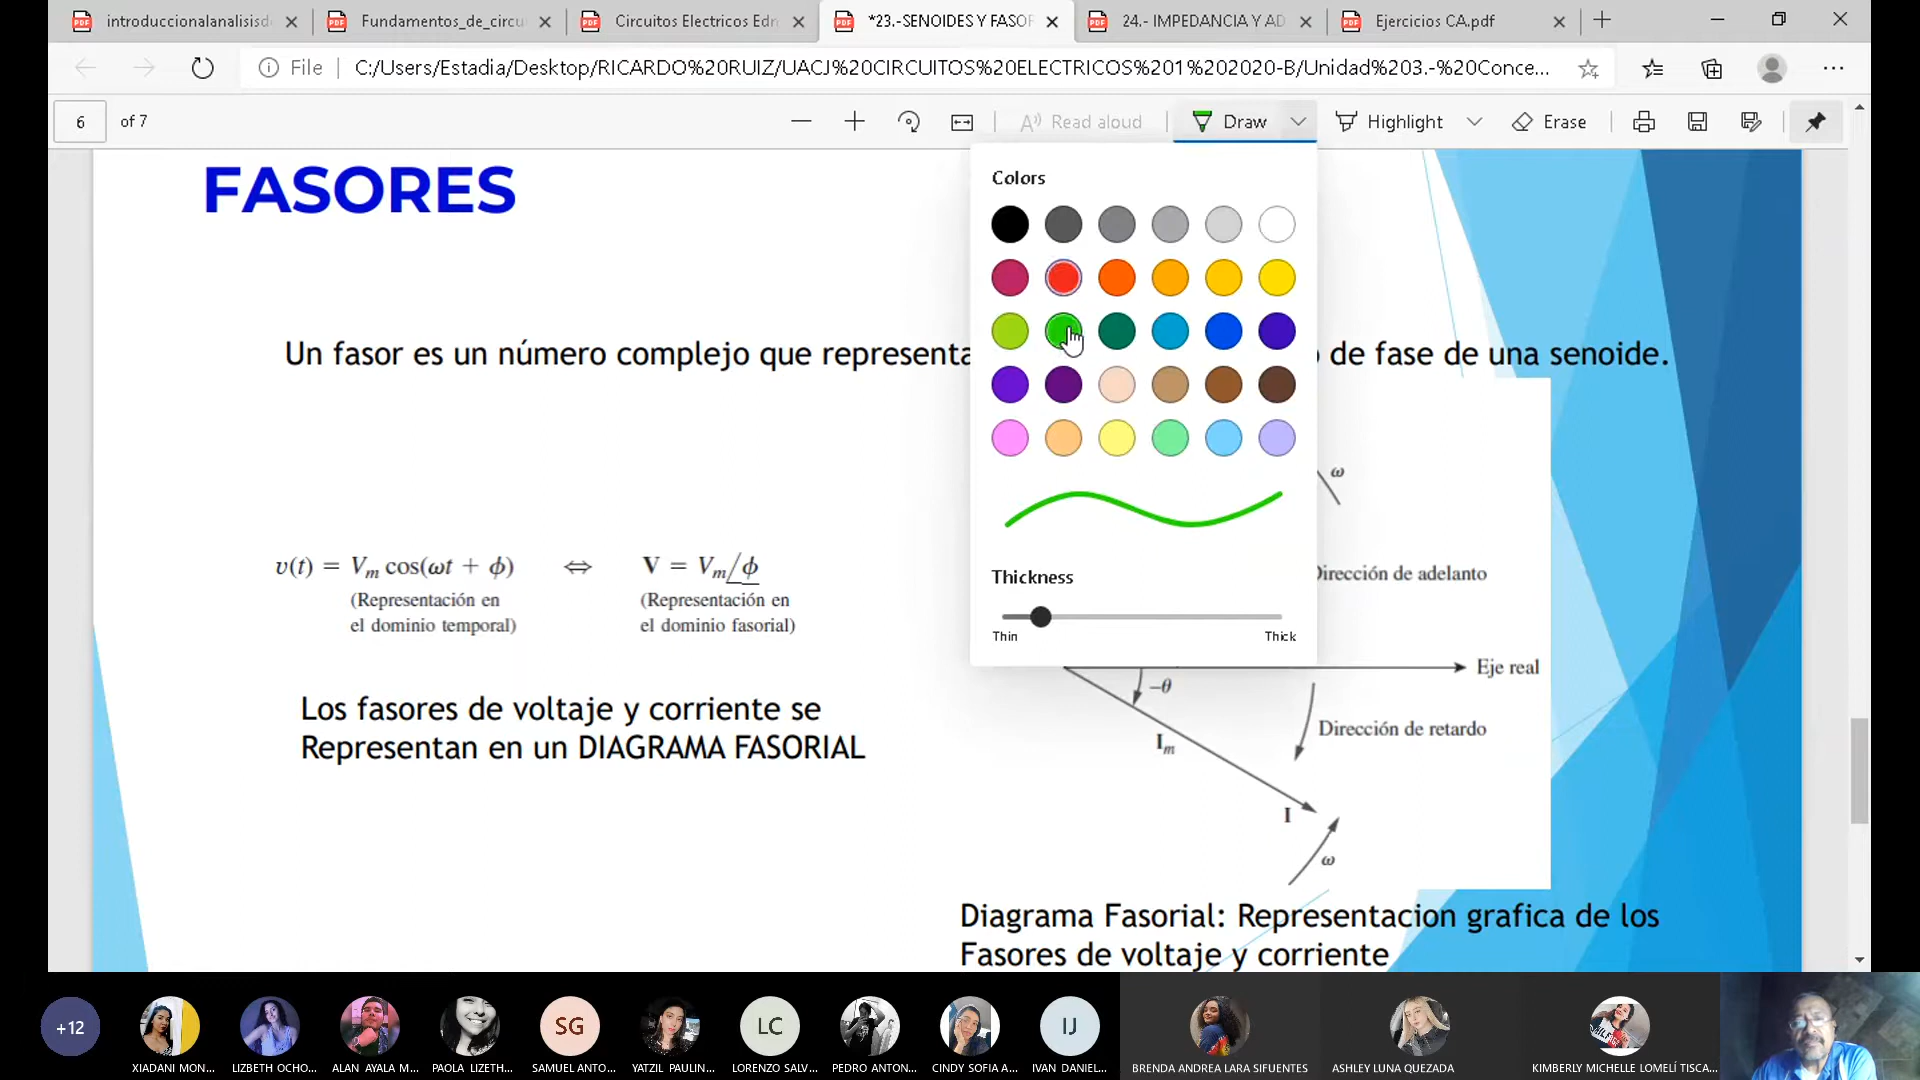 introduccionalanalisisd
Fundamentos_de_circu
Circuitos Electricos Edm
*23.-SENOIDES Y FASOR
24.- IMPEDANCIA Y AD
Ejercicios CA.pdf
File
C:/Users/Estadia/Desktop/RICARDO%20RUIZ/UACJ%20CIRCUITOS%20ELECTRICOS%201%202020-B/Unidad%203.-%20Conce...
6
of 7
Read aloud
Draw
Highlight
Erase
FASORES
Colors
Un fasor es un número complejo que representa
de fase de una senoide.
ω
v(t) = Vm cos(ωt + ϕ) ⇔ V = Vm/ϕ
(Representación en
el dominio temporal)
(Representación en
el dominio fasorial)
Thickness
Thin
Thick
Dirección de adelanto
Eje real
−θ
Los fasores de voltaje y corriente se
Representan en un DIAGRAMA FASORIAL
Dirección de retardo
Im
I
ω
Diagrama Fasorial: Representacion grafica de los
Fasores de voltaje y corriente
+12
SG
LC
IJ
XIADANI MON...
LIZBETH OCHO...
ALAN AYALA M...
PAOLA LIZETH...
SAMUEL ANTO...
YATZIL PAULIN...
LORENZO SALV...
PEDRO ANTON...
CINDY SOFIA A...
IVAN DANIEL...
BRENDA ANDREA LARA SIFUENTES
ASHLEY LUNA QUEZADA
KIMBERLY MICHELLE LOMELÍ TISCA...